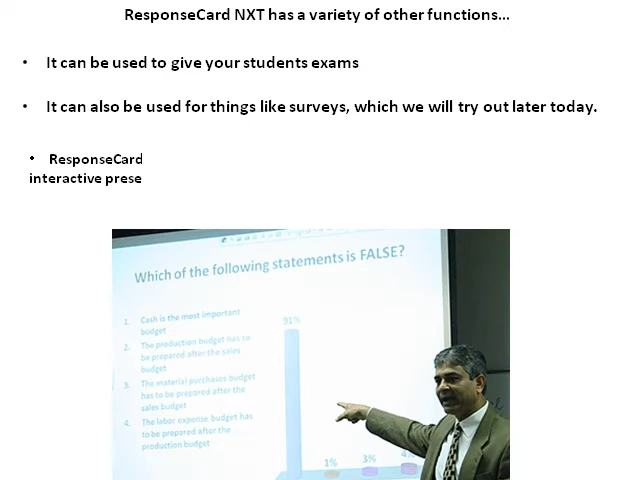 ResponseCard NXT has a variety of other functions...
• It can be used to give your students exams
• It can also be used for things like surveys, which we will try out later today.
• ResponseCard
interactive prese
Which of the following statements is FALSE?
1. Cash is the most important
budget
2. The production budget has to
be prepared after the sales
budget
3. The material purchases budget
has to be prepared after the
sales budget
4. The labor expense budget has
to be prepared after the
production budget
91%
1%
3%